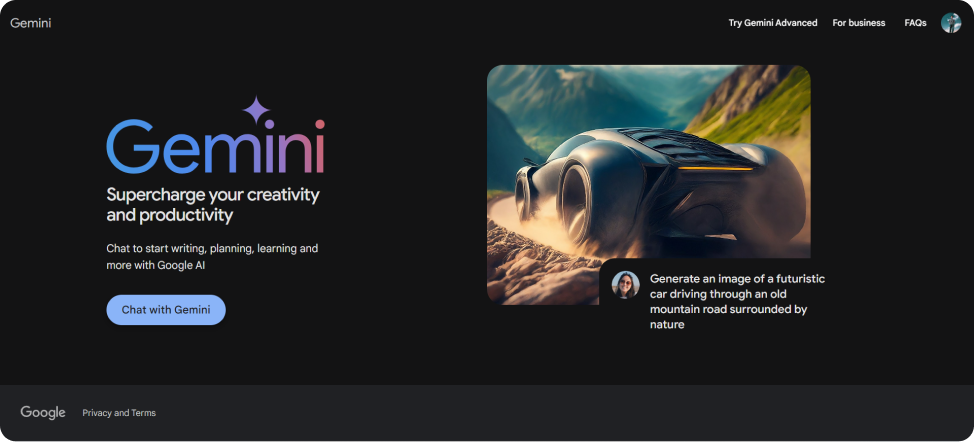 Gemini
Try Gemini Advanced
For business
FAQs
Gemini
Supercharge your creativity
and productivity
Chat to start writing, planning, learning and
more with Google AI
Chat with Gemini
Generate an image of a futuristic
car driving through an old
mountain road surrounded by
nature
Google
Privacy and Terms